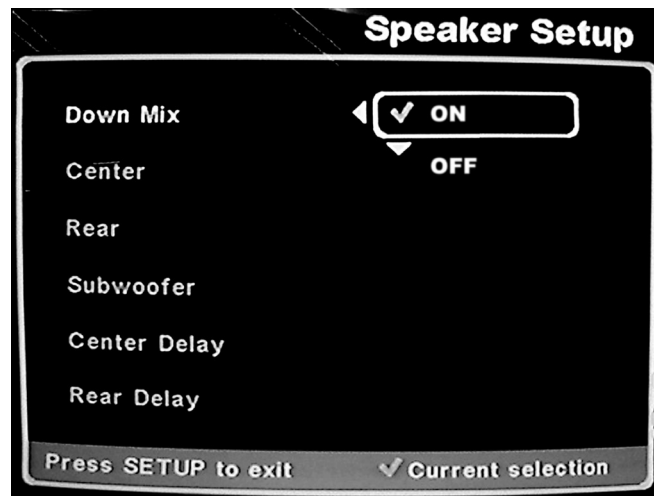 Speaker Setup
Down Mix ON
Center OFF
Rear
Subwoofer
Center Delay
Rear Delay
Press SETUP to exit Current selection